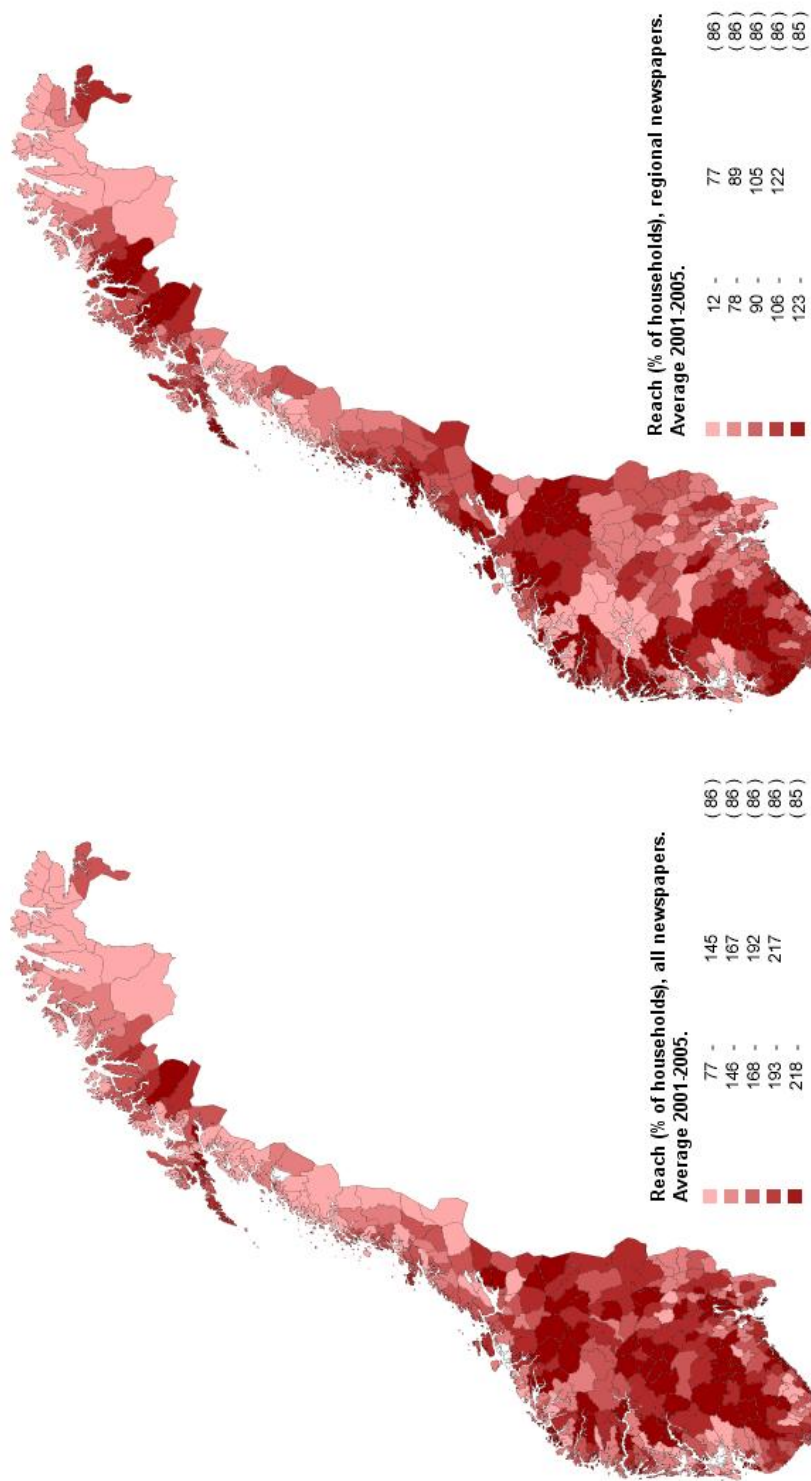 Reach (% of households), all newspapers.
Average 2001-2005.
77 - 145 ( 86 )
146 - 167 ( 86 )
168 - 192 ( 86 )
193 - 217 ( 86 )
218 - ( 85 )
Reach (% of households), regional newspapers.
Average 2001-2005.
12 - 77 ( 86 )
78 - 89 ( 86 )
90 - 105 ( 86 )
106 - 122 ( 86 )
123 - ( 85 )